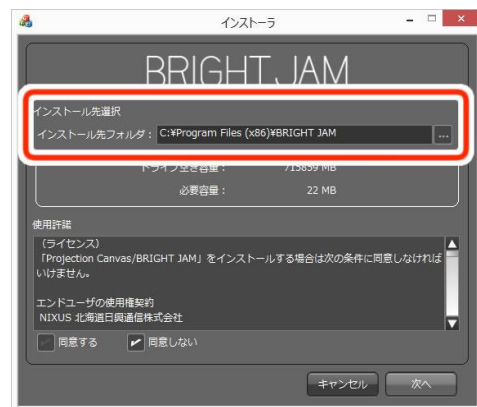 インストーラ
BRIGHT JAM
インストール先選択
インストール先フォルダ： C:¥Program Files (x86)¥BRIGHT JAM ...
ドライブ空き容量： 715859 MB
必要容量： 22 MB
使用許諾
（ライセンス）
「Projection Canvas/BRIGHT JAM」をインストールする場合は次の条件に同意しなければ
いけません。
エンドユーザの使用権契約
NIXUS 北海道日興通信株式会社
同意する 同意しない
キャンセル 次へ